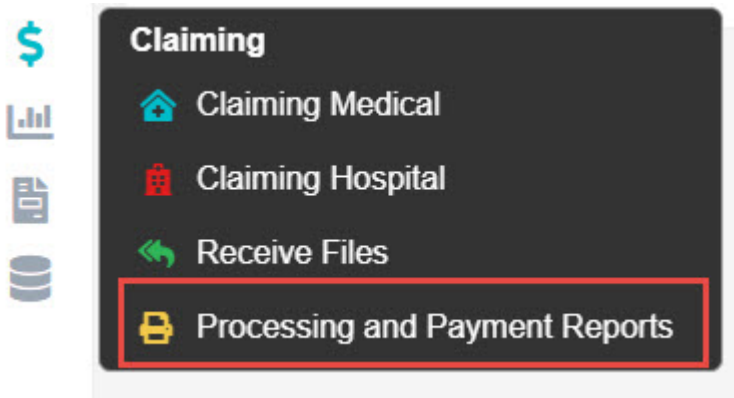 Claiming
Claiming Medical
Claiming Hospital
Receive Files
Processing and Payment Reports